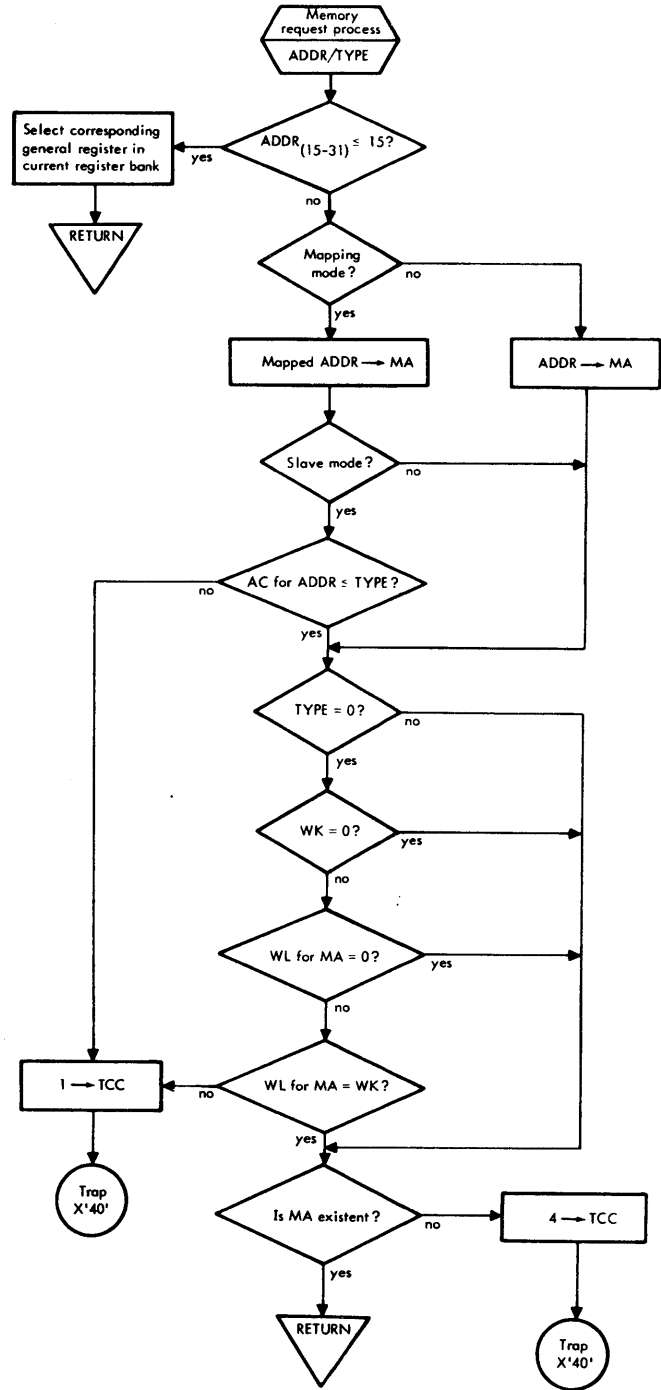 Memory
request process
ADDR/TYPE
ADDR(15-31) ≤ 15?
yes
no
Select corresponding
general register in
current register bank
RETURN
Mapping
mode?
no
yes
Mapped ADDR → MA
ADDR → MA
Slave mode?
no
yes
AC for ADDR ≤ TYPE?
no
yes
TYPE = 0?
no
yes
WK = 0?
yes
no
WL for MA = 0?
yes
no
1 → TCC
WL for MA = WK?
no
yes
Trap
X'40'
Is MA existent?
no
4 → TCC
yes
RETURN
Trap
X'40'